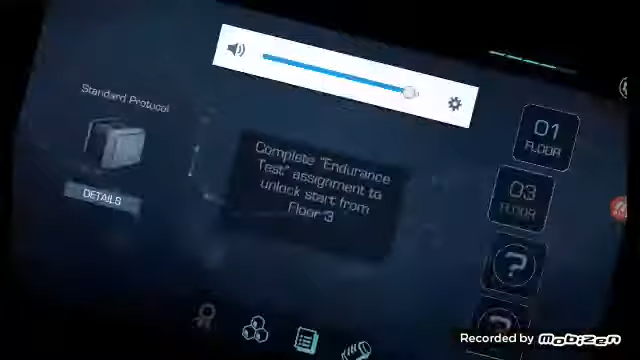 Standard Protocol
DETAILS
Complete "Endurance
Test" assignment to
unlock start from
Floor 3
01
FLOOR
03
FLOOR
?
?
Recorded by mobizen